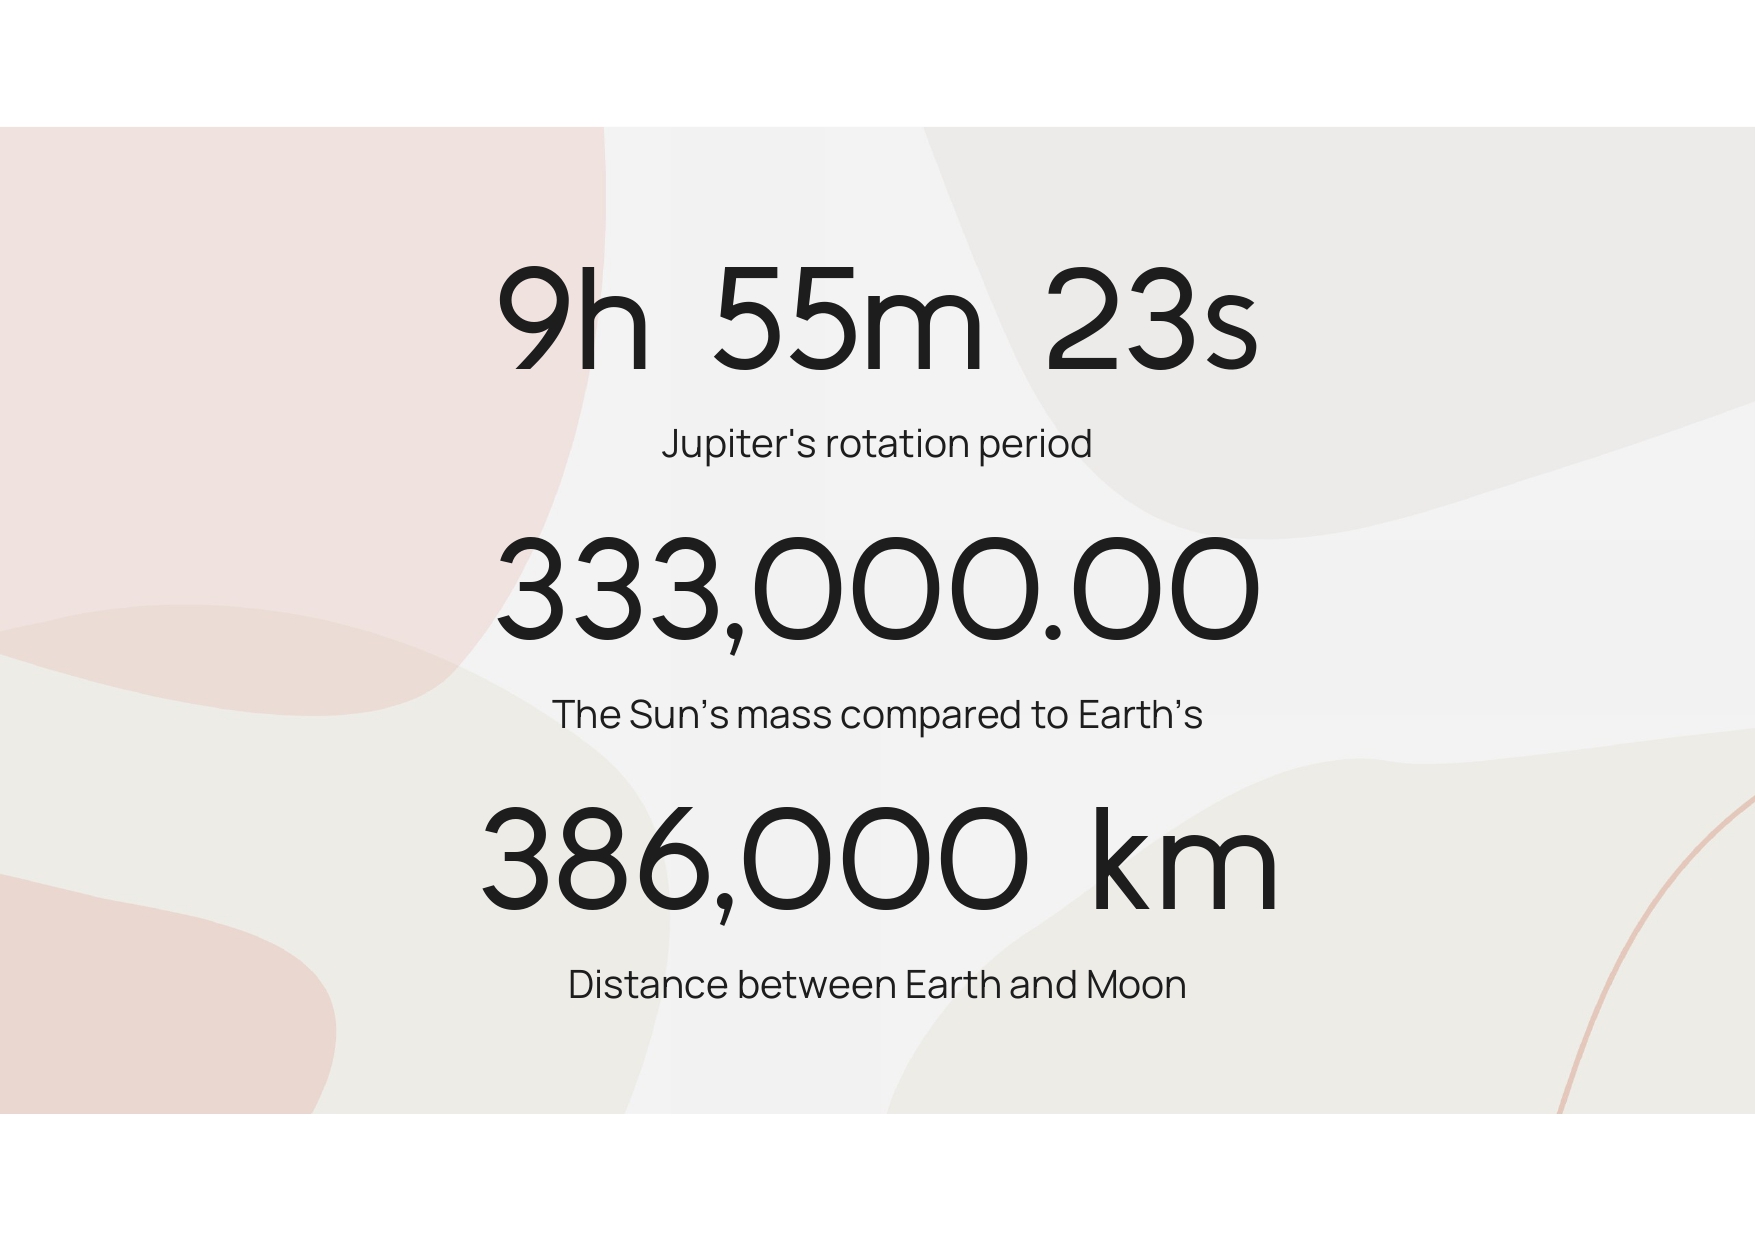 9h 55m 23s
Jupiter's rotation period
333,000.00
The Sun’s mass compared to Earth’s
386,000 km
Distance between Earth and Moon